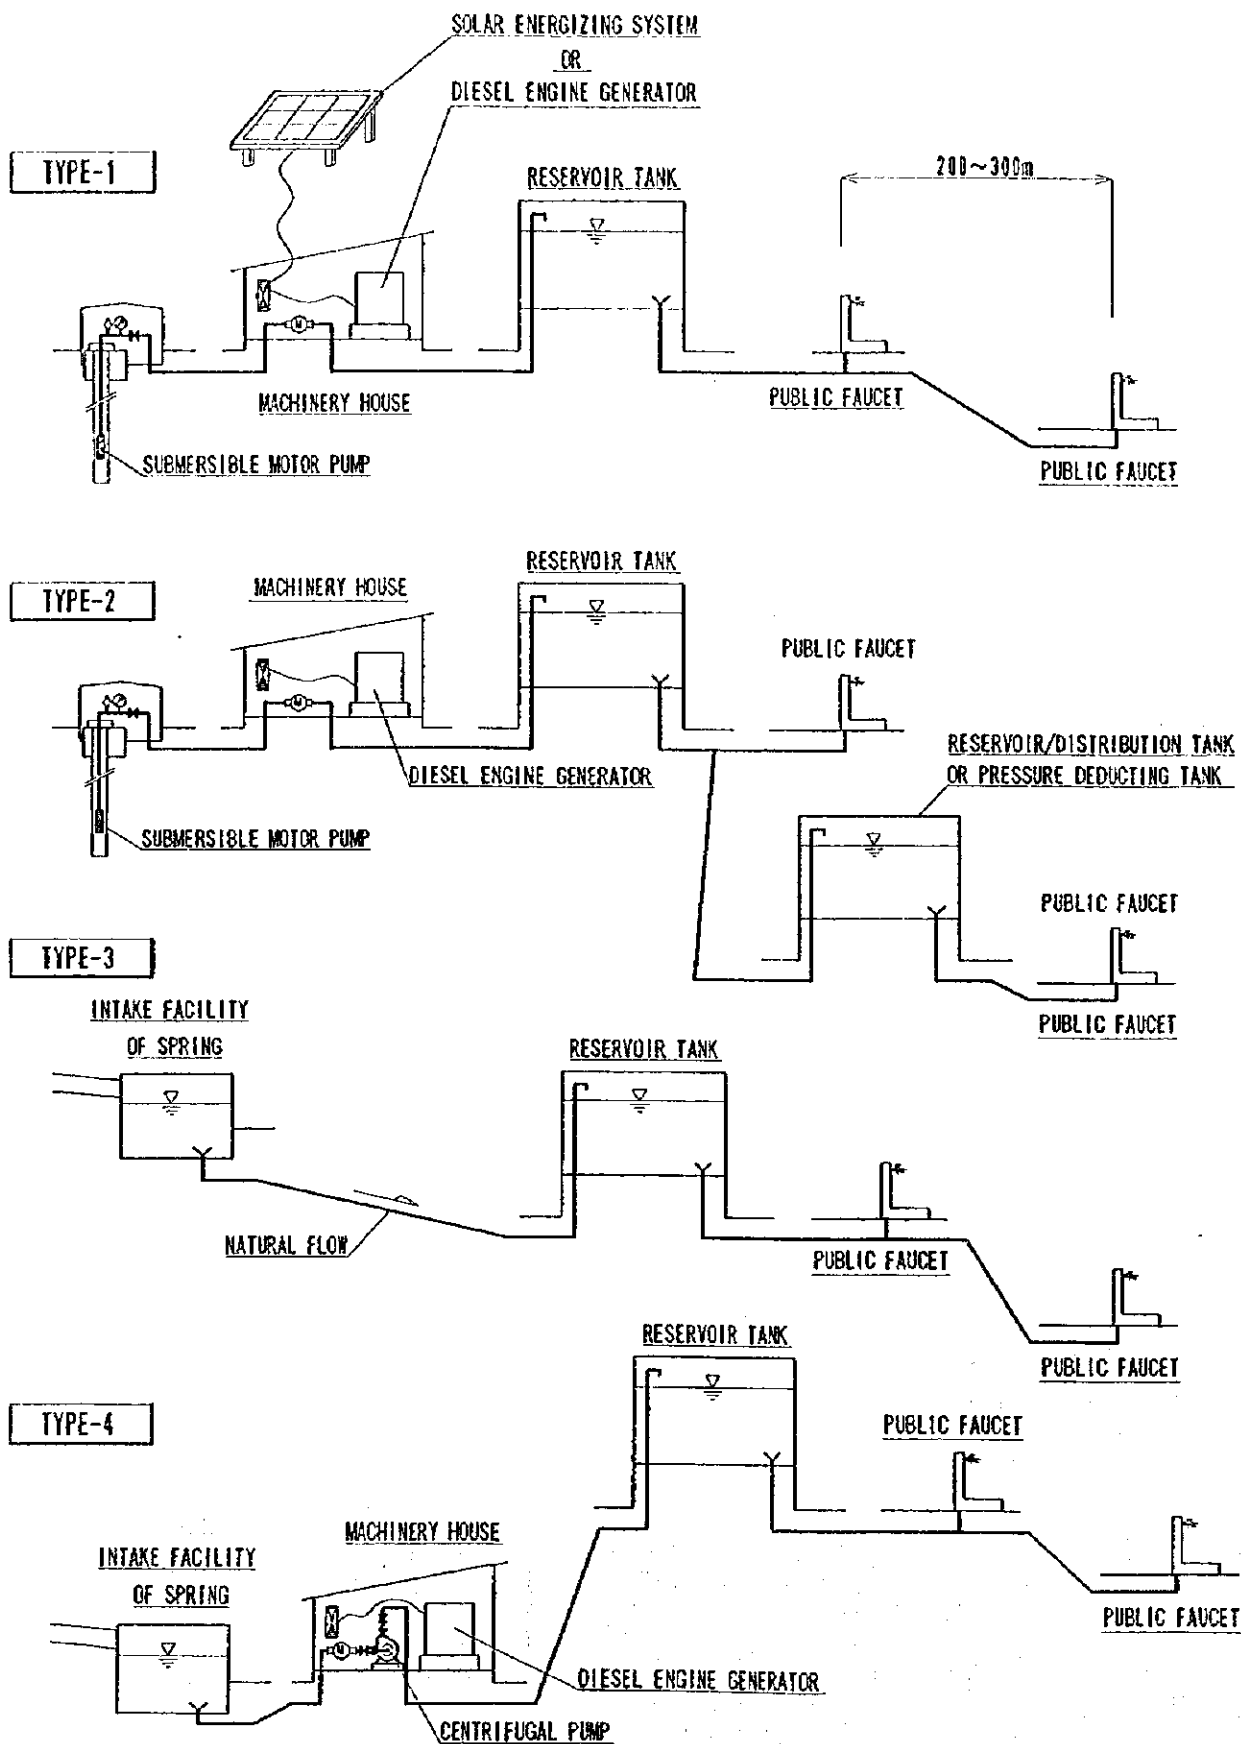 SOLAR ENERGIZING SYSTEM
OR
DIESEL ENGINE GENERATOR
TYPE-1
RESERVOIR TANK
200~300m
M
MACHINERY HOUSE
PUBLIC FAUCET
SUBMERSIBLE MOTOR PUMP
PUBLIC FAUCET
TYPE-2
MACHINERY HOUSE
RESERVOIR TANK
PUBLIC FAUCET
M
RESERVOIR/DISTRIBUTION TANK
OR PRESSURE DEDUCTING TANK
DIESEL ENGINE GENERATOR
SUBMERSIBLE MOTOR PUMP
PUBLIC FAUCET
TYPE-3
INTAKE FACILITY
OF SPRING
PUBLIC FAUCET
RESERVOIR TANK
NATURAL FLOW
PUBLIC FAUCET
PUBLIC FAUCET
RESERVOIR TANK
TYPE-4
PUBLIC FAUCET
MACHINERY HOUSE
INTAKE FACILITY
OF SPRING
PUBLIC FAUCET
M
DIESEL ENGINE GENERATOR
CENTRIFUGAL PUMP